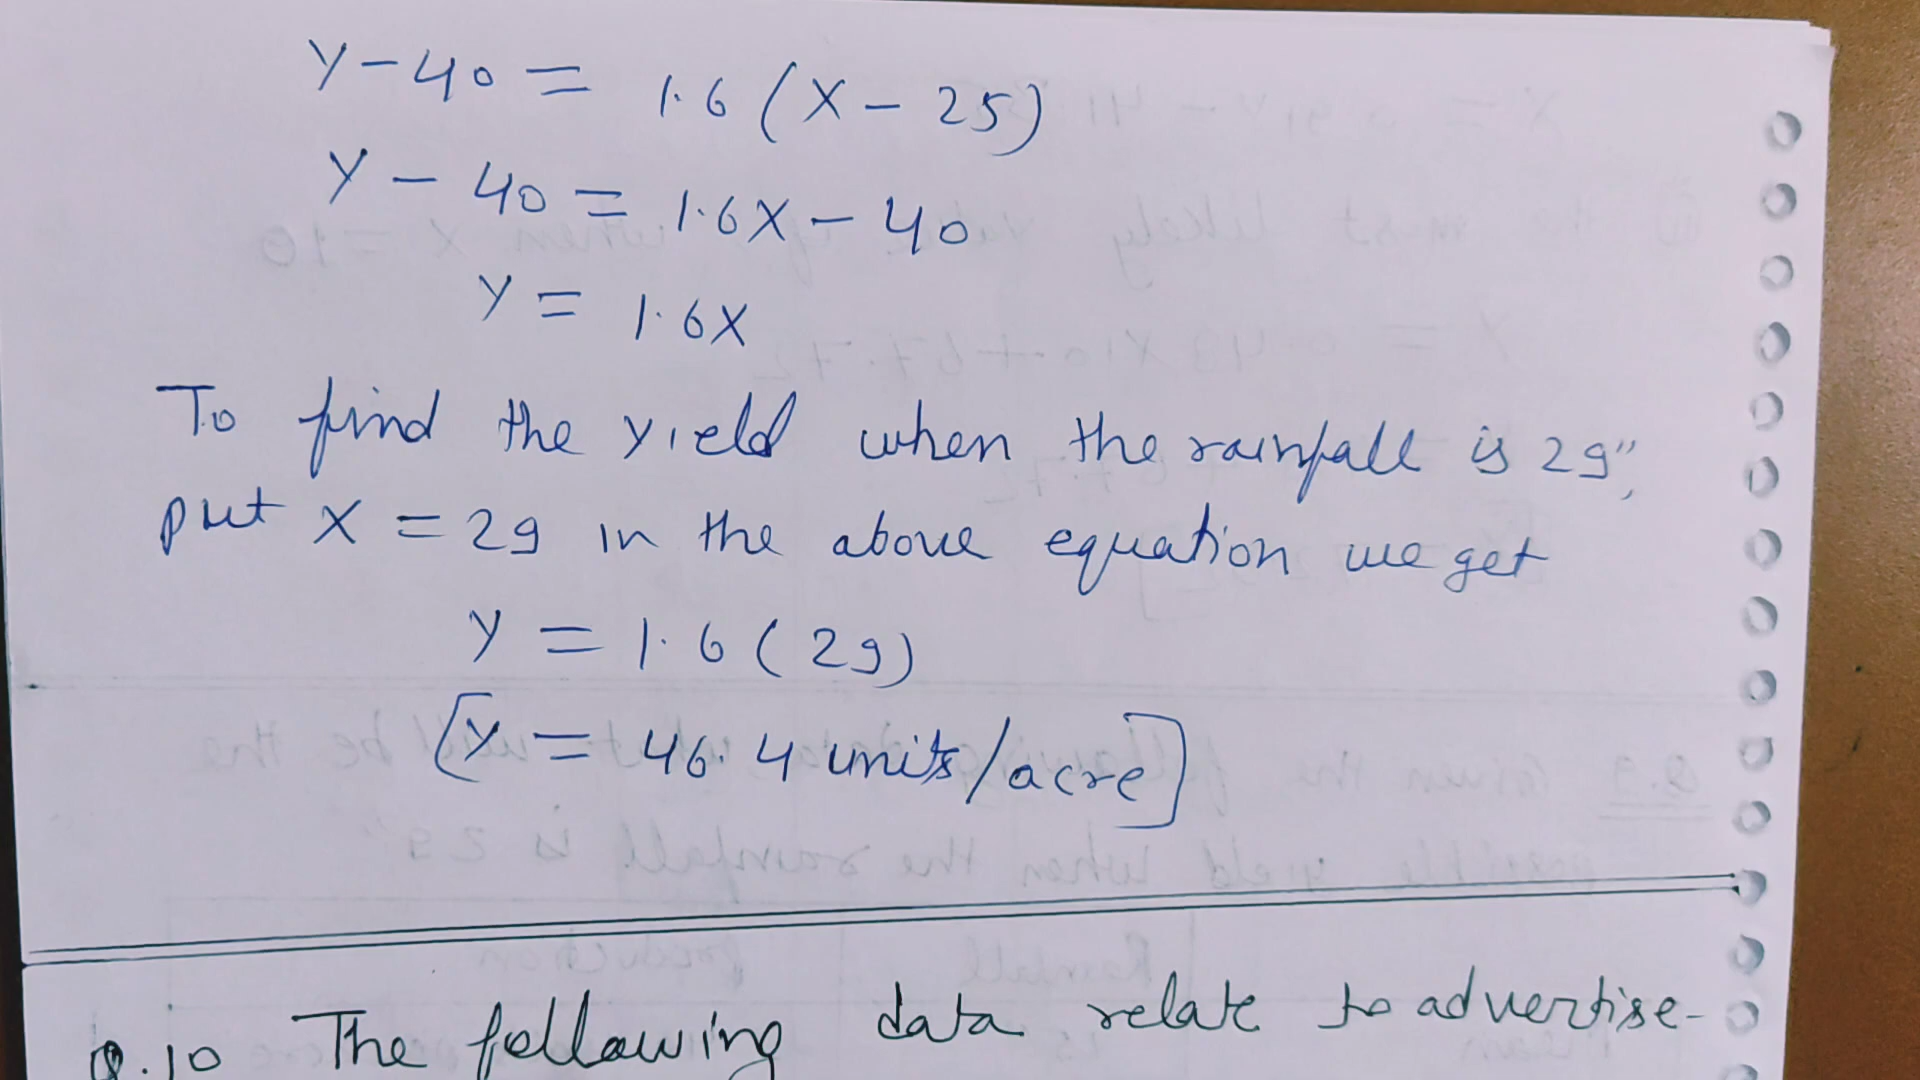 Y - 40 = 1.6 (X - 25)
Y - 40 = 1.6X - 40
Y = 1.6X
To find the yield when the rainfall is 29",
put X = 29 in the above equation we get
Y = 1.6 (29)
[Y = 46.4 units/acre]
Q.10 The following data relate to advertise-